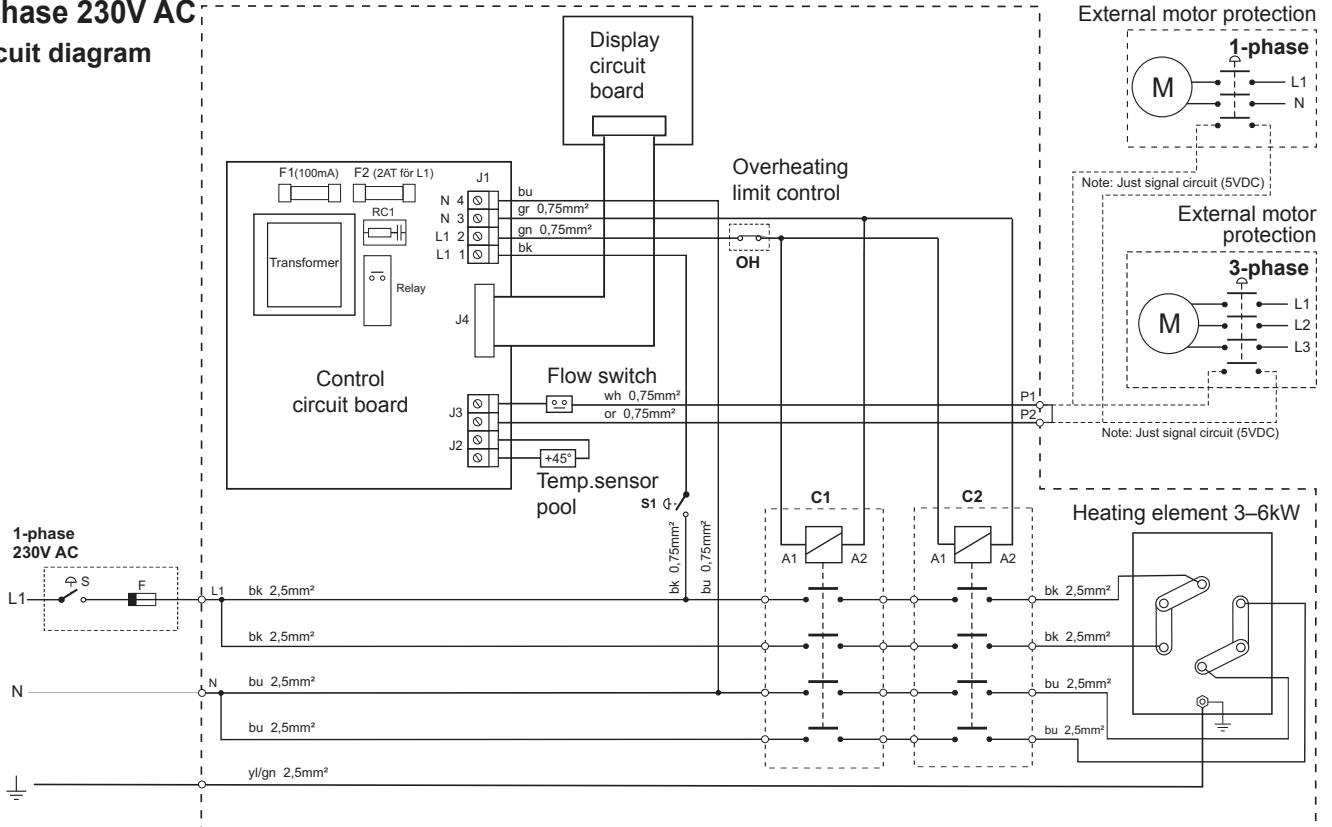 hase 230V AC
cuit diagram
External motor protection
1-phase
M
L1
N
Note: Just signal circuit (5VDC)
External motor
protection
3-phase
M
L1
L2
L3
Note: Just signal circuit (5VDC)
Display
circuit
board
F1(100mA)
F2 (2AT för L1)
J1
RC1
N 4
N 3
L1 2
L1 1
bu
gr 0,75mm²
gn 0,75mm²
bk
Transformer
Relay
J4
Overheating
limit control
OH
Control
circuit board
Flow switch
wh 0,75mm²
or 0,75mm²
J3
J2
+45°
Temp.sensor
pool
P1
P2
S1
bk 0,75mm²
bu 0,75mm²
C1
A1
A2
C2
A1
A2
Heating element 3–6kW
1-phase
230V AC
S
F
L1
L1
bk 2,5mm²
bk 2,5mm²
bk 2,5mm²
bk 2,5mm²
N
N
bu 2,5mm²
bu 2,5mm²
bu 2,5mm²
bu 2,5mm²
yl/gn 2,5mm²